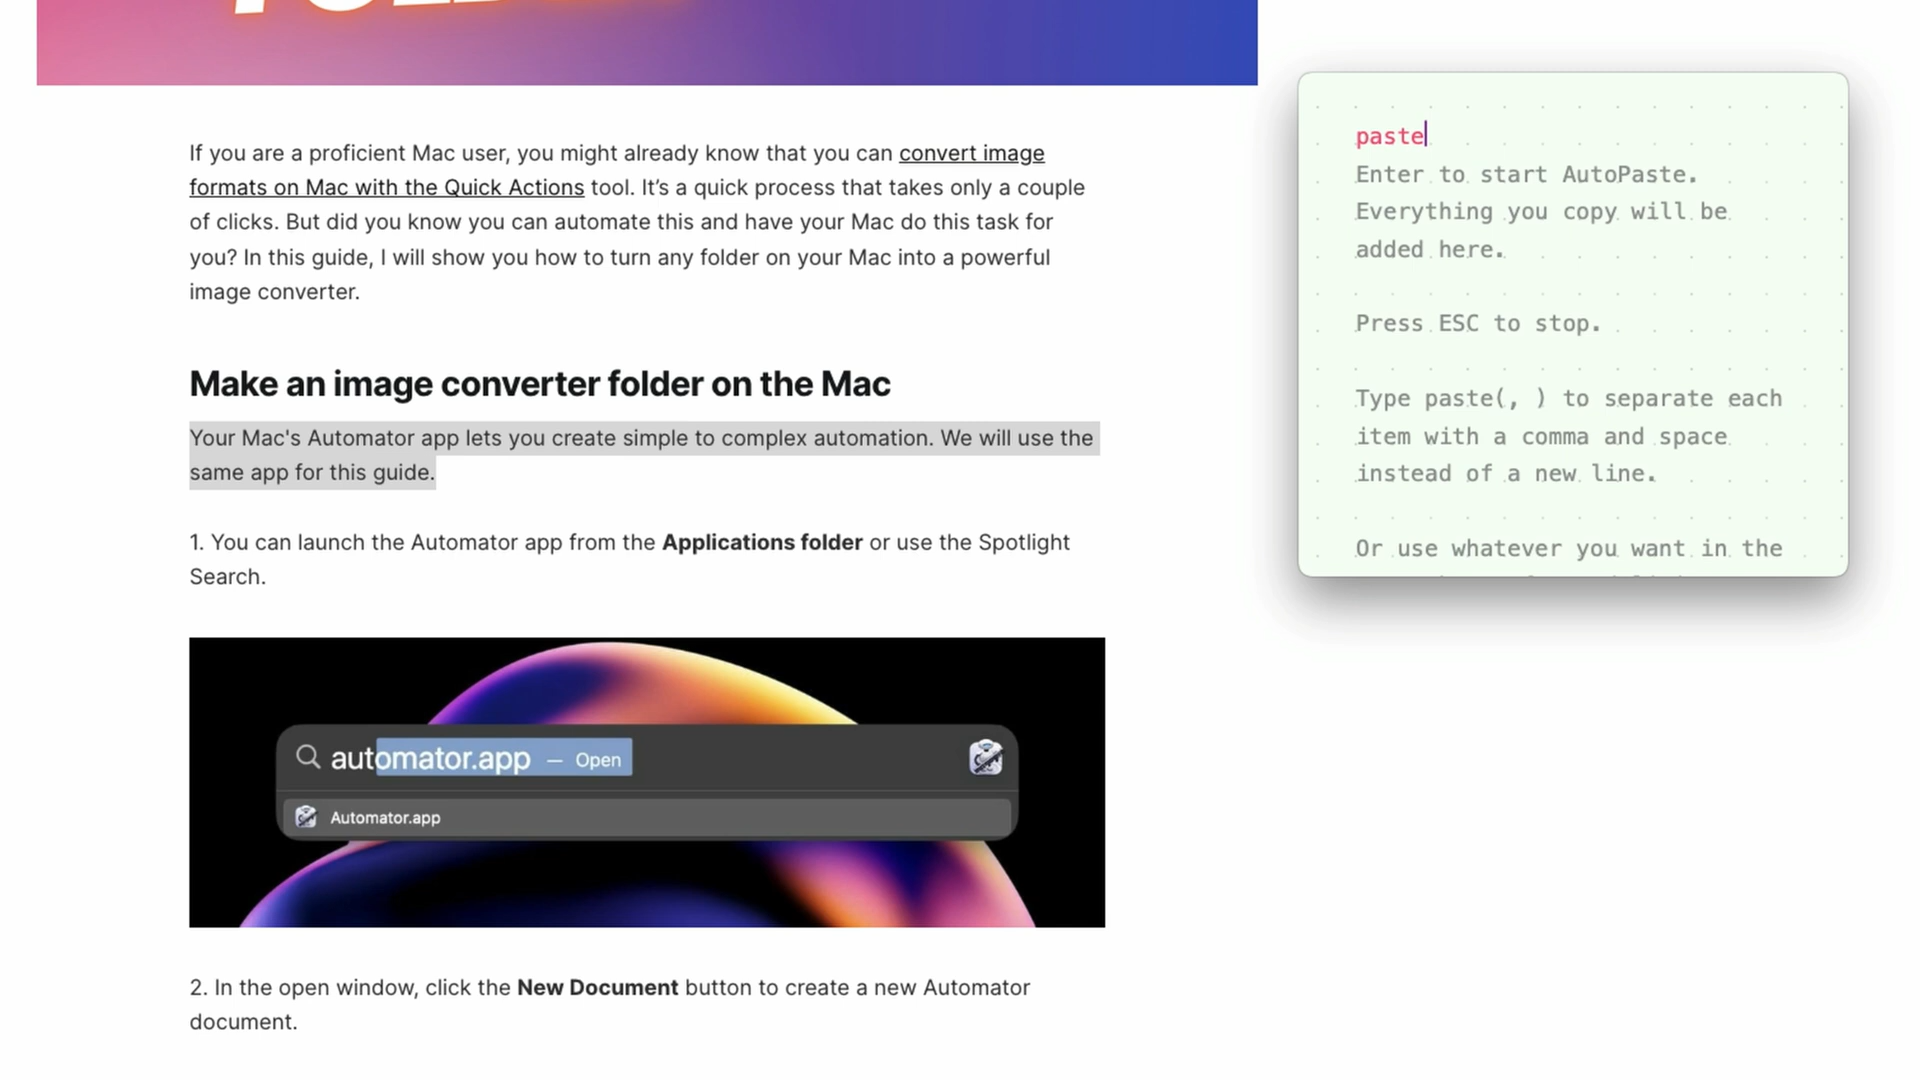 If you are a proficient Mac user, you might already know that you can convert image
formats on Mac with the Quick Actions tool. It’s a quick process that takes only a couple
of clicks. But did you know you can automate this and have your Mac do this task for
you? In this guide, I will show you how to turn any folder on your Mac into a powerful
image converter.
Make an image converter folder on the Mac
Your Mac's Automator app lets you create simple to complex automation. We will use the
same app for this guide.
1. You can launch the Automator app from the Applications folder or use the Spotlight
Search.
automator.app — Open
Automator.app
2. In the open window, click the New Document button to create a new Automator
document.
paste
Enter to start AutoPaste.
Everything you copy will be
added here.
Press ESC to stop.
Type paste(, ) to separate each
item with a comma and space
instead of a new line.
Or use whatever you want in the